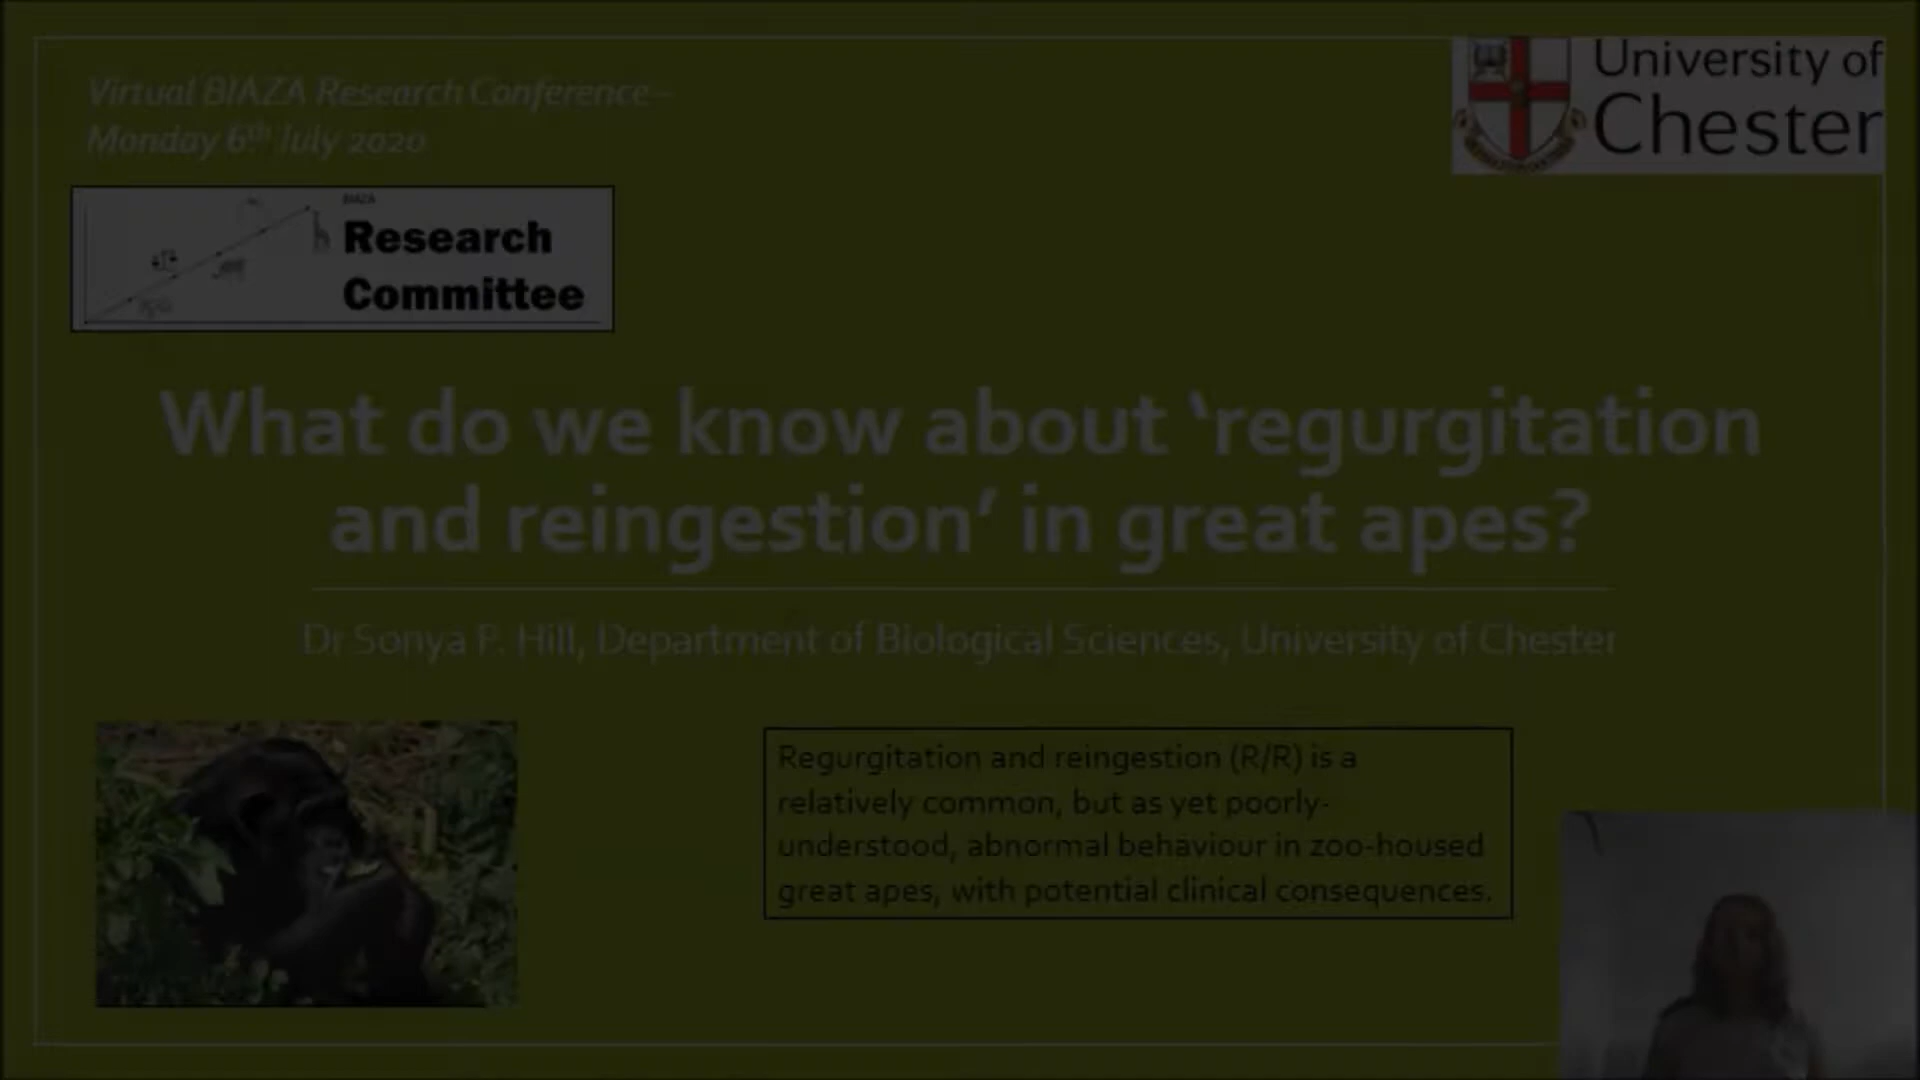 Virtual BIAZA Research Conference–
Monday 6th July 2020
University of
Chester
BIAZA
Research
Committee
What do we know about ‘regurgitation
and reingestion’ in great apes?
Dr Sonya P. Hill, Department of Biological Sciences, University of Chester
Regurgitation and reingestion (R/R) is a
relatively common, but as yet poorly-
understood, abnormal behaviour in zoo-housed
great apes, with potential clinical consequences.